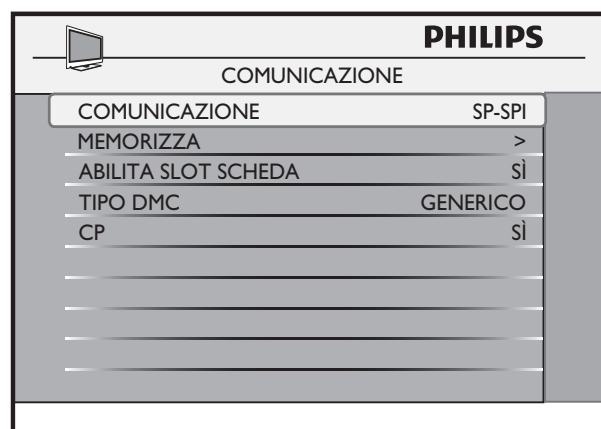 PHILIPS
COMUNICAZIONE
COMUNICAZIONE SP-SPI
MEMORIZZA >
ABILITA SLOT SCHEDA SÌ
TIPO DMC GENERICO
CP SÌ